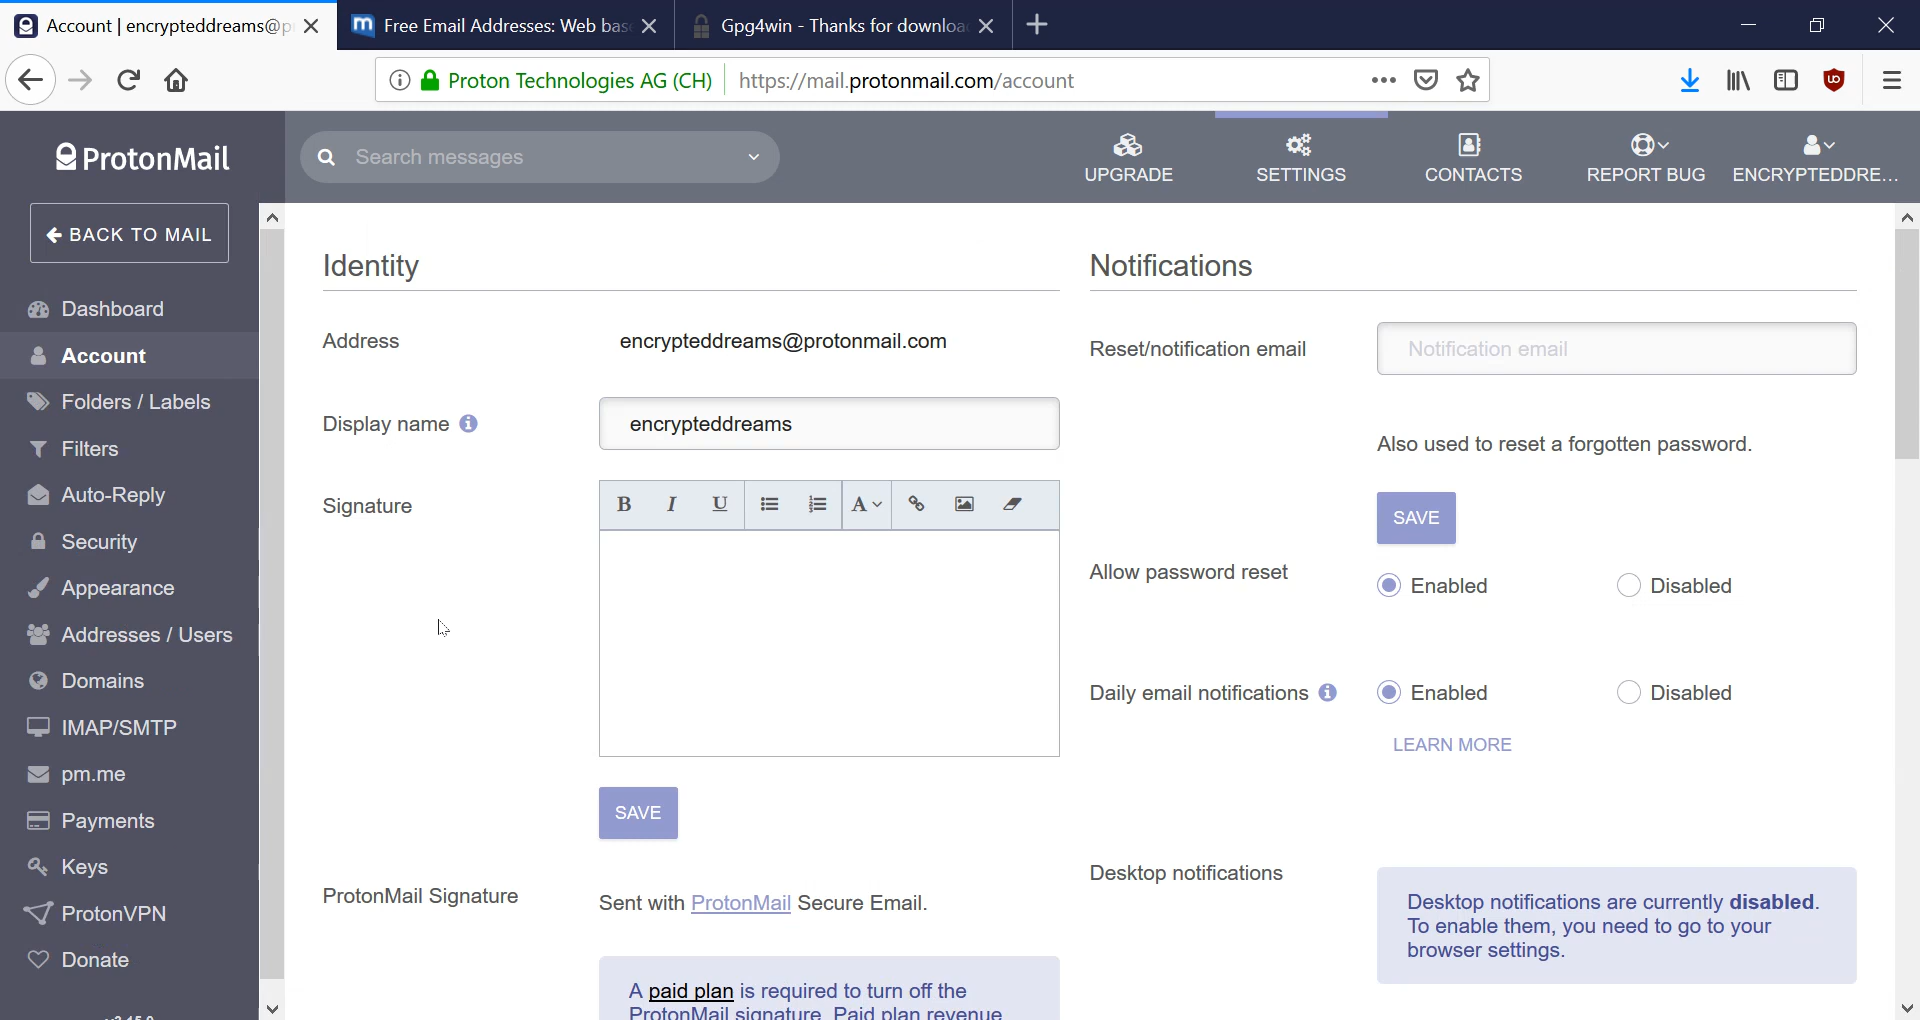 Account | encrypteddreams@p
Free Email Addresses: Web bas
Gpg4win - Thanks for downloa
Proton Technologies AG (CH)
https://mail.protonmail.com/account
ProtonMail
Search messages
UPGRADE
SETTINGS
CONTACTS
REPORT BUG
ENCRYPTEDDRE...
BACK TO MAIL
Dashboard
Account
Folders / Labels
Filters
Auto-Reply
Security
Appearance
Addresses / Users
Domains
IMAP/SMTP
pm.me
Payments
Keys
ProtonVPN
Donate
Identity
Address
encrypteddreams@protonmail.com
Display name
encrypteddreams
Signature
B I U A
SAVE
ProtonMail Signature
Sent with ProtonMail Secure Email.
A paid plan is required to turn off the
ProtonMail signature. Paid plan revenue
Notifications
Reset/notification email
Notification email
Also used to reset a forgotten password.
SAVE
Allow password reset
Enabled
Disabled
Daily email notifications
Enabled
Disabled
LEARN MORE
Desktop notifications
Desktop notifications are currently disabled.
To enable them, you need to go to your
browser settings.